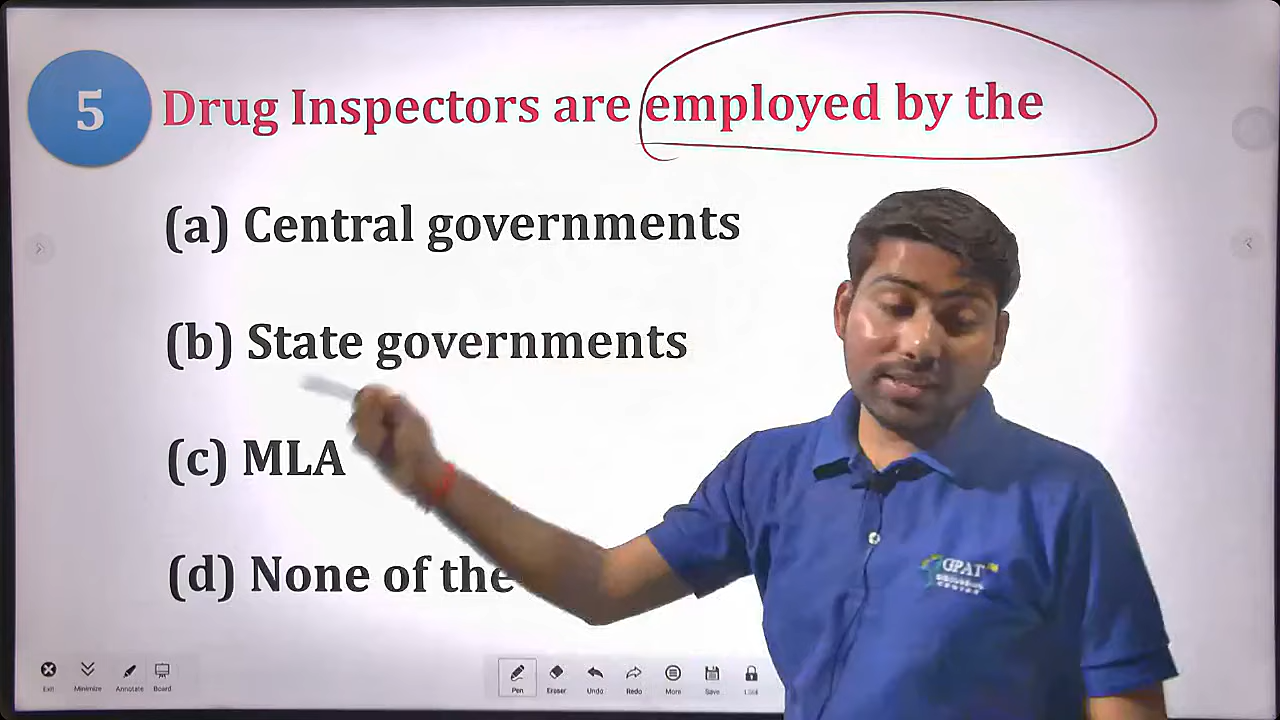 5
Drug Inspectors are employed by the
(a) Central governments
(b) State governments
(c) MLA
(d) None of the
GPAT
Exit
Minimize
Annotate
Board
Pen
Eraser
Undo
Redo
More
Save